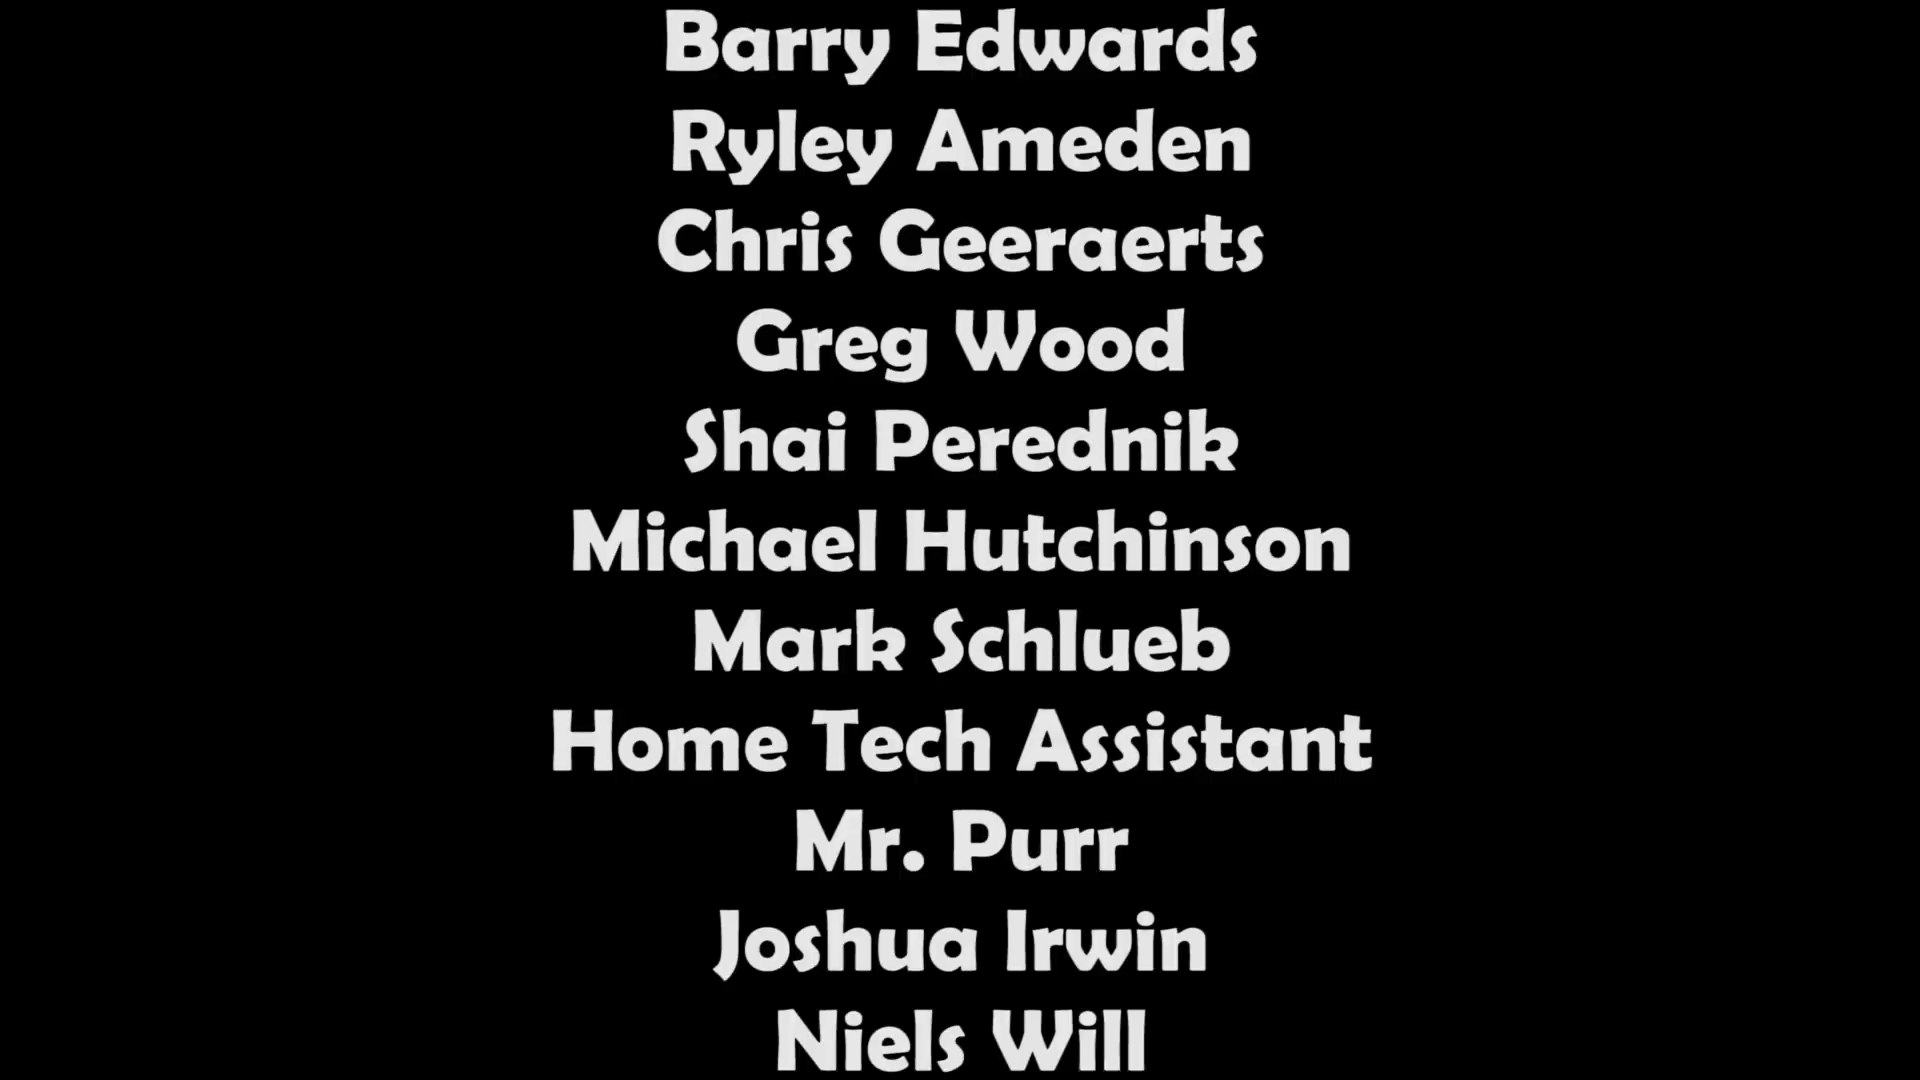 Barry Edwards
Ryley Ameden
Chris Geeraerts
Greg Wood
Shai Perednik
Michael Hutchinson
Mark Schlueb
Home Tech Assistant
Mr. Purr
Joshua Irwin
Niels Will